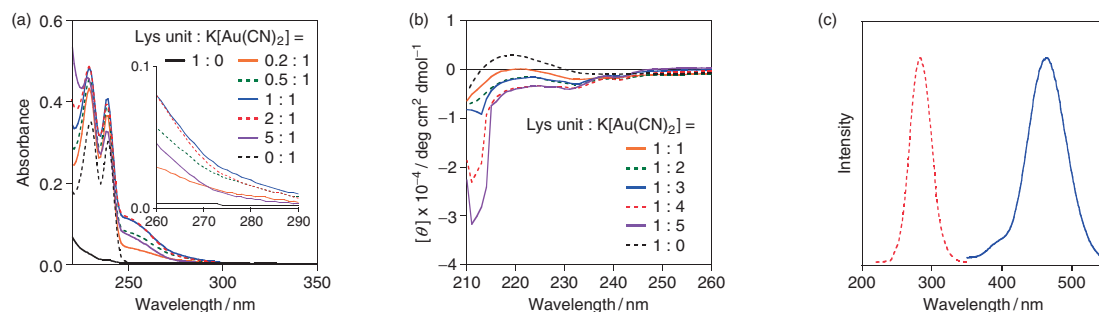 (a)
0.6
0.4
0.2
0.0
Absorbance
250
300
350
Wavelength / nm
Lys unit : K[Au(CN)2] =
1 : 0
0.2 : 1
0.5 : 1
1 : 1
2 : 1
5 : 1
0 : 1
0.1
0.0
260
270
280
290
(b)
1
0
−1
−2
−3
−4
[θ] x 10−4 / deg cm2 dmol−1
210
220
230
240
250
260
Wavelength / nm
Lys unit : K[Au(CN)2] =
1 : 1
1 : 2
1 : 3
1 : 4
1 : 5
1 : 0
(c)
Intensity
200
300
400
500
Wavelength / nm